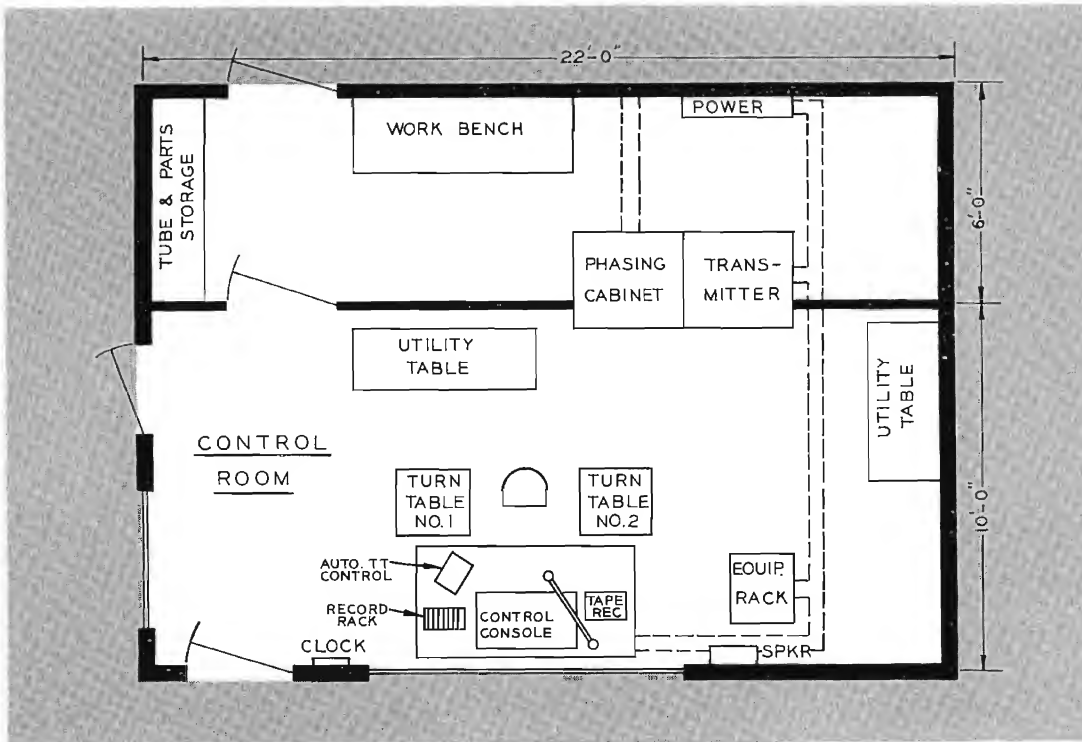 22'-0"
WORK BENCH
POWER
TUBE & PARTS
STORAGE
6'-0"
PHASING
CABINET
TRANS-
MITTER
UTILITY
TABLE
UTILITY
TABLE
CONTROL
ROOM
TURN
TABLE
NO.1
TURN
TABLE
NO.2
10'-0"
AUTO. TT
CONTROL
RECORD
RACK
CONTROL
CONSOLE
TAPE
REC
EQUIP.
RACK
CLOCK
SPKR